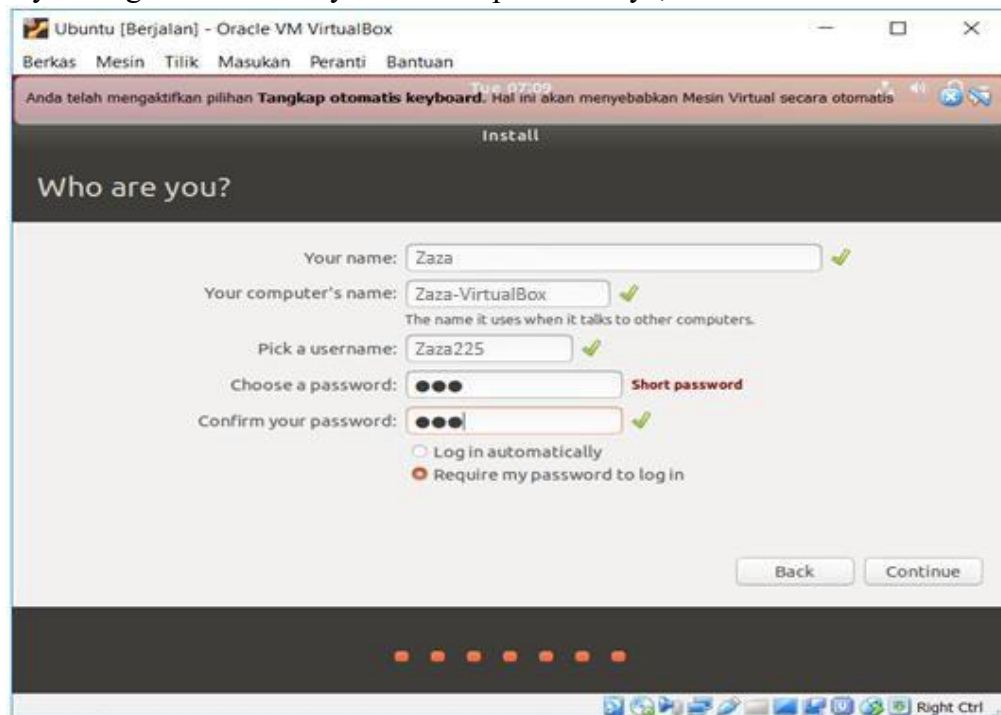 Ubuntu [Berjalan] - Oracle VM VirtualBox
Berkas Mesin Tilik Masukan Peranti Bantuan
Tue 07:09
Anda telah mengaktifkan pilihan Tangkap otomatis keyboard. Hal ini akan menyebabkan Mesin Virtual secara otomatis
Install
Who are you?
Your name: Zaza
Your computer's name: Zaza-VirtualBox
The name it uses when it talks to other computers.
Pick a username: Zaza225
Choose a password: ●●● Short password
Confirm your password: ●●●
Log in automatically
Require my password to log in
Back Continue
Right Ctrl